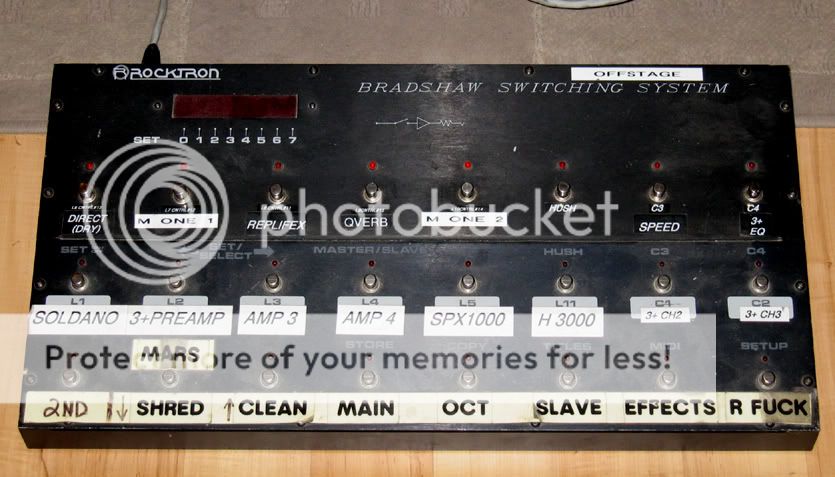 ROCKTRON
OFFSTAGE
BRADSHAW SWITCHING SYSTEM
SET 0 1 2 3 4 5 6 7
HUSH C3 C4
DIRECT (DRY)
M ONE 1
REPLIFEX
QVERB
M ONE 2
SPEED
3+ EQ
photobucket
SET/ SELECT MASTER/SLAVE HUSH C3 C4
L1 L2 L3 L4 L5 L11 C1 C2
SOLDANO 3+PREAMP AMP 3 AMP 4 SPX1000 H 3000 3+ CH2 3+ CH3
STORE COPY TITLES MIDI SETUP
Protect more of your memories for less!
MARS
2ND ↓ SHRED ↑ CLEAN MAIN OCT SLAVE EFFECTS R FUCK